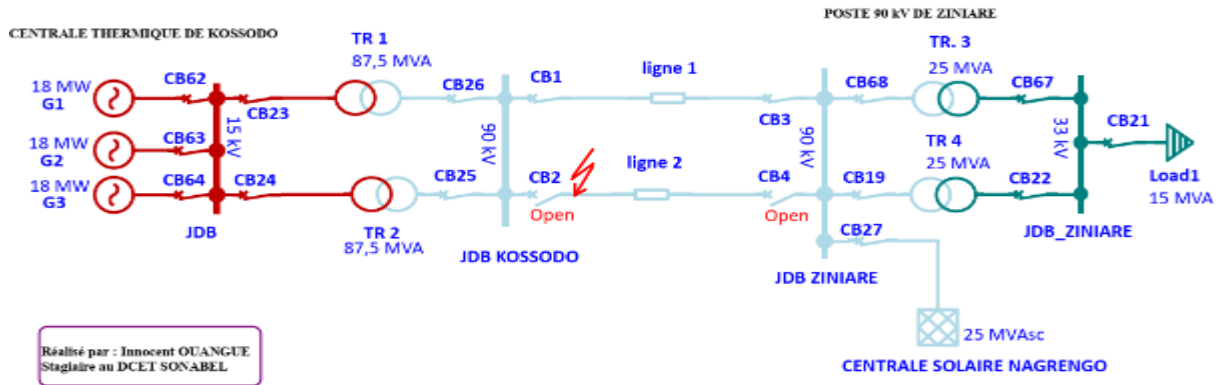 CENTRALE THERMIQUE DE KOSSODO
POSTE 90 kV DE ZINIARE
TR 1
87,5 MVA
TR. 3
25 MVA
18 MW
G1
CB62
CB23
CB26
CB1
ligne 1
CB3
CB68
CB67
15 kV
90 kV
90 kV
33 kV
18 MW
G2
CB63
CB21
Load1
15 MVA
18 MW
G3
CB64
CB24
CB25
CB2
Open
ligne 2
CB4
Open
CB19
TR 4
25 MVA
CB22
JDB
TR 2
87,5 MVA
JDB KOSSODO
CB27
JDB ZINIARE
JDB_ZINIARE
25 MVAsc
CENTRALE SOLAIRE NAGRENGO
Réalisé par : Innocent OUANGUE
Stagiaire au DCET SONABEL